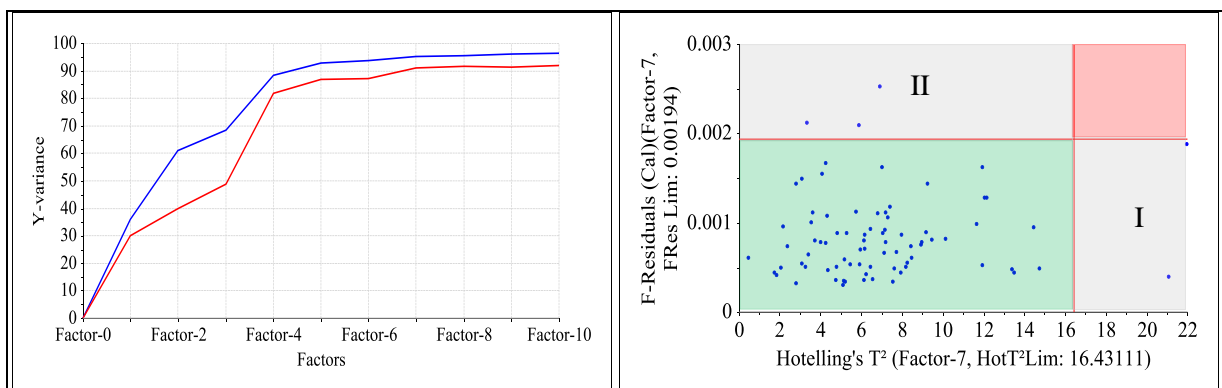 100
90
80
70
60
50
40
30
20
10
0
Y-variance
Factor-0 Factor-2 Factor-4 Factor-6 Factor-8 Factor-10
Factors
0.003
0.002
0.001
0
F-Residuals (Cal)(Factor-7,
FRes Lim: 0.00194)
II
I
0 2 4 6 8 10 12 14 16 18 20 22
Hotelling's T² (Factor-7, HotT²Lim: 16.43111)